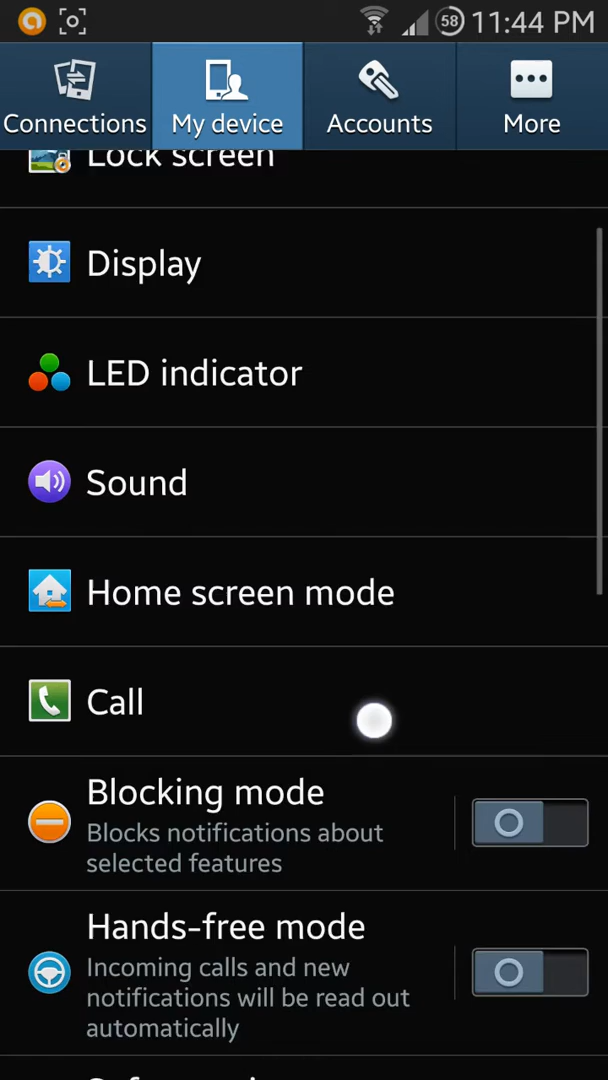 58 11:44 PM
Connections My device Accounts More
Lock screen
Display
LED indicator
Sound
Home screen mode
Call
Blocking mode
Blocks notifications about
selected features
Hands-free mode
Incoming calls and new
notifications will be read out
automatically